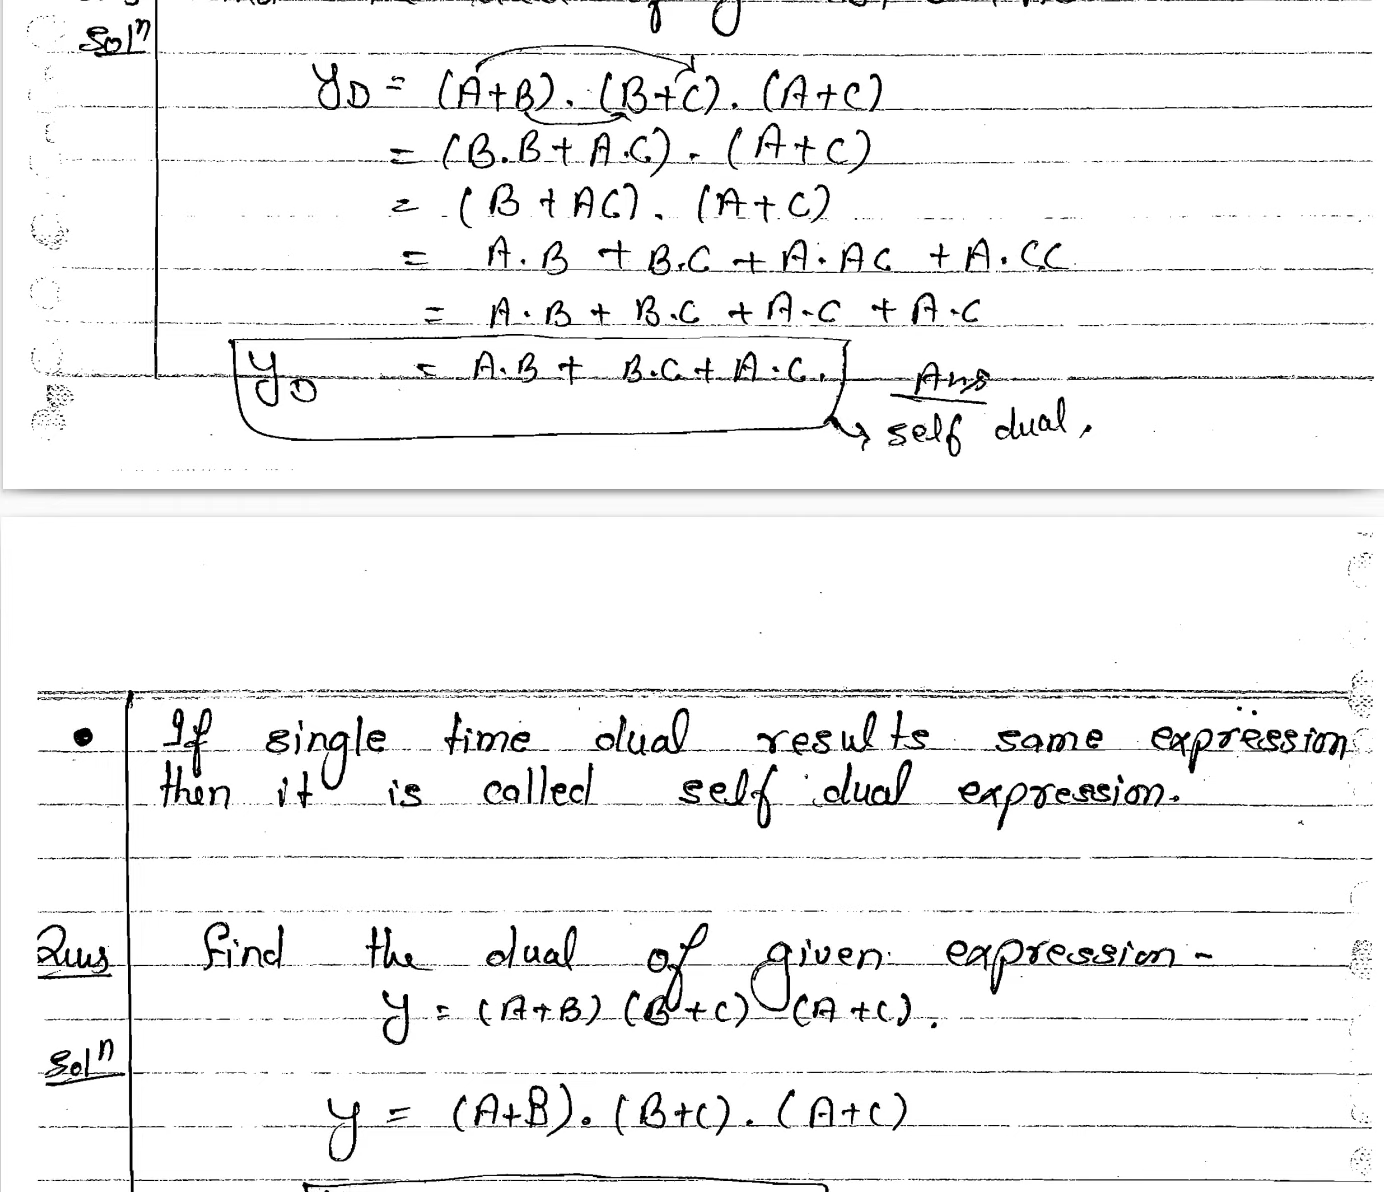 Solⁿ
Y_D = (A+B).(B+C).(A+C)
= (B.B+A.C).(A+C)
= (B+AC).(A+C)
= A.B + B.C + A.AC + A.CC
= A.B + B.C + A.C + A.C
Y_D = A.B + B.C + A.C. Ans
→ self dual.
• If single time dual results same expression
then it is called self dual expression.
Ques find the dual of given expression -
y = (A+B)(B+C)(A+C).
Solⁿ
y = (A+B).(B+C).(A+C)